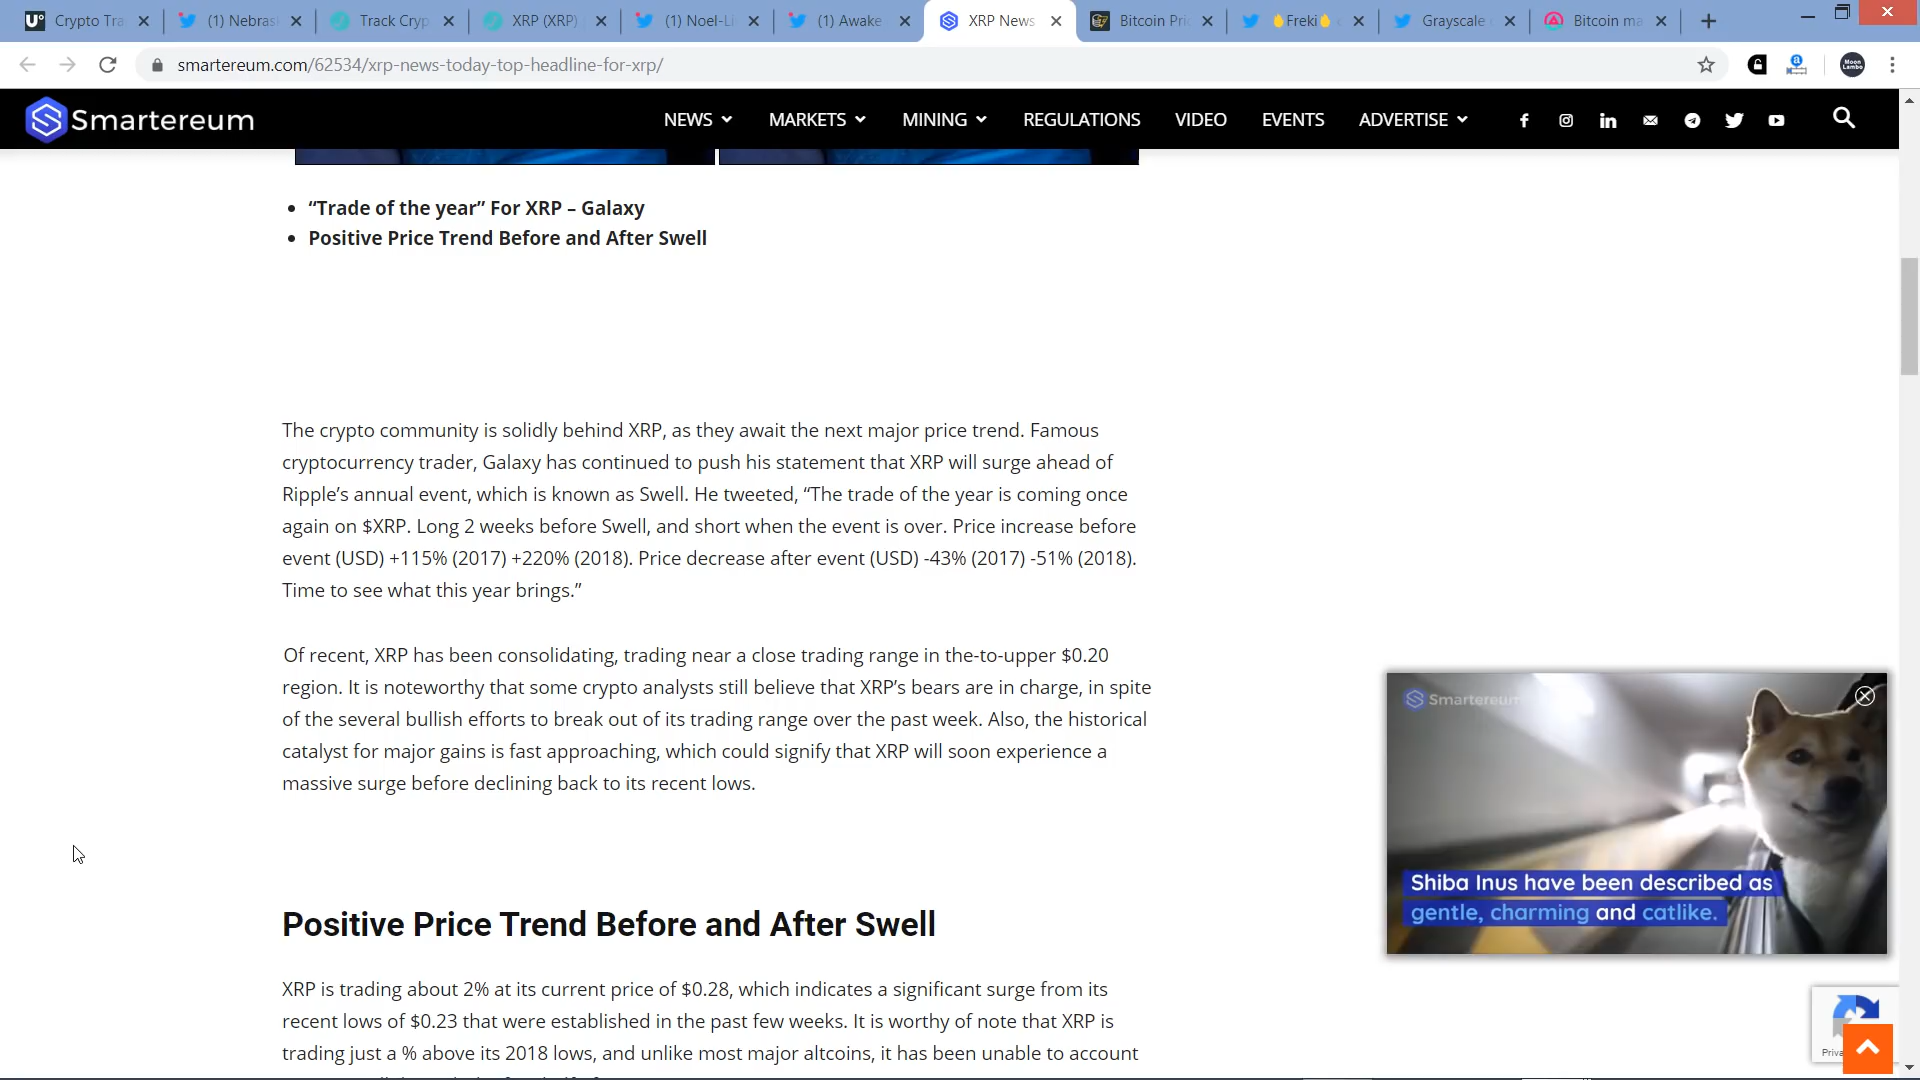 Crypto Tra
(1) Nebras
Track Cryp
XRP (XRP)
(1) Noel-Li
(1) Awake
XRP News
Bitcoin Pric
Freki
Grayscale
Bitcoin ma
smartereum.com/62534/xrp-news-today-top-headline-for-xrp/
Smartereum
NEWS MARKETS MINING REGULATIONS VIDEO EVENTS ADVERTISE
• “Trade of the year” For XRP – Galaxy
• Positive Price Trend Before and After Swell
The crypto community is solidly behind XRP, as they await the next major price trend. Famous
cryptocurrency trader, Galaxy has continued to push his statement that XRP will surge ahead of
Ripple’s annual event, which is known as Swell. He tweeted, “The trade of the year is coming once
again on $XRP. Long 2 weeks before Swell, and short when the event is over. Price increase before
event (USD) +115% (2017) +220% (2018). Price decrease after event (USD) -43% (2017) -51% (2018).
Time to see what this year brings.”
Of recent, XRP has been consolidating, trading near a close trading range in the-to-upper $0.20
region. It is noteworthy that some crypto analysts still believe that XRP’s bears are in charge, in spite
of the several bullish efforts to break out of its trading range over the past week. Also, the historical
catalyst for major gains is fast approaching, which could signify that XRP will soon experience a
massive surge before declining back to its recent lows.
Smartereum
Shiba Inus have been described as
gentle, charming and catlike.
Positive Price Trend Before and After Swell
XRP is trading about 2% at its current price of $0.28, which indicates a significant surge from its
recent lows of $0.23 that were established in the past few weeks. It is worthy of note that XRP is
trading just a % above its 2018 lows, and unlike most major altcoins, it has been unable to account